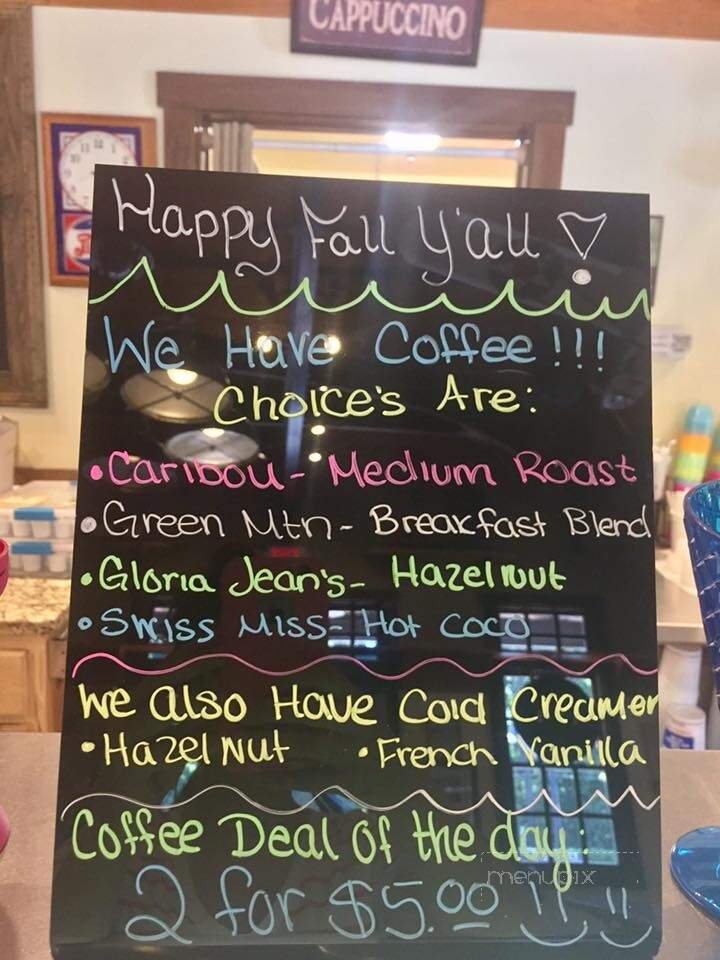 CAPPUCCINO
Happy Fall Y'all !
We Have Coffee!!!
Choice's Are:
• Caribou - Medium Roast
• Green Mtn - Breakfast Blend
• Gloria Jean's - Hazelnut
• Swiss Miss - Hot Coco
We also Have Cold Creamer
• Hazel Nut • French Vanilla
Coffee Deal of the day:
2 for $5.00 !!
menupix